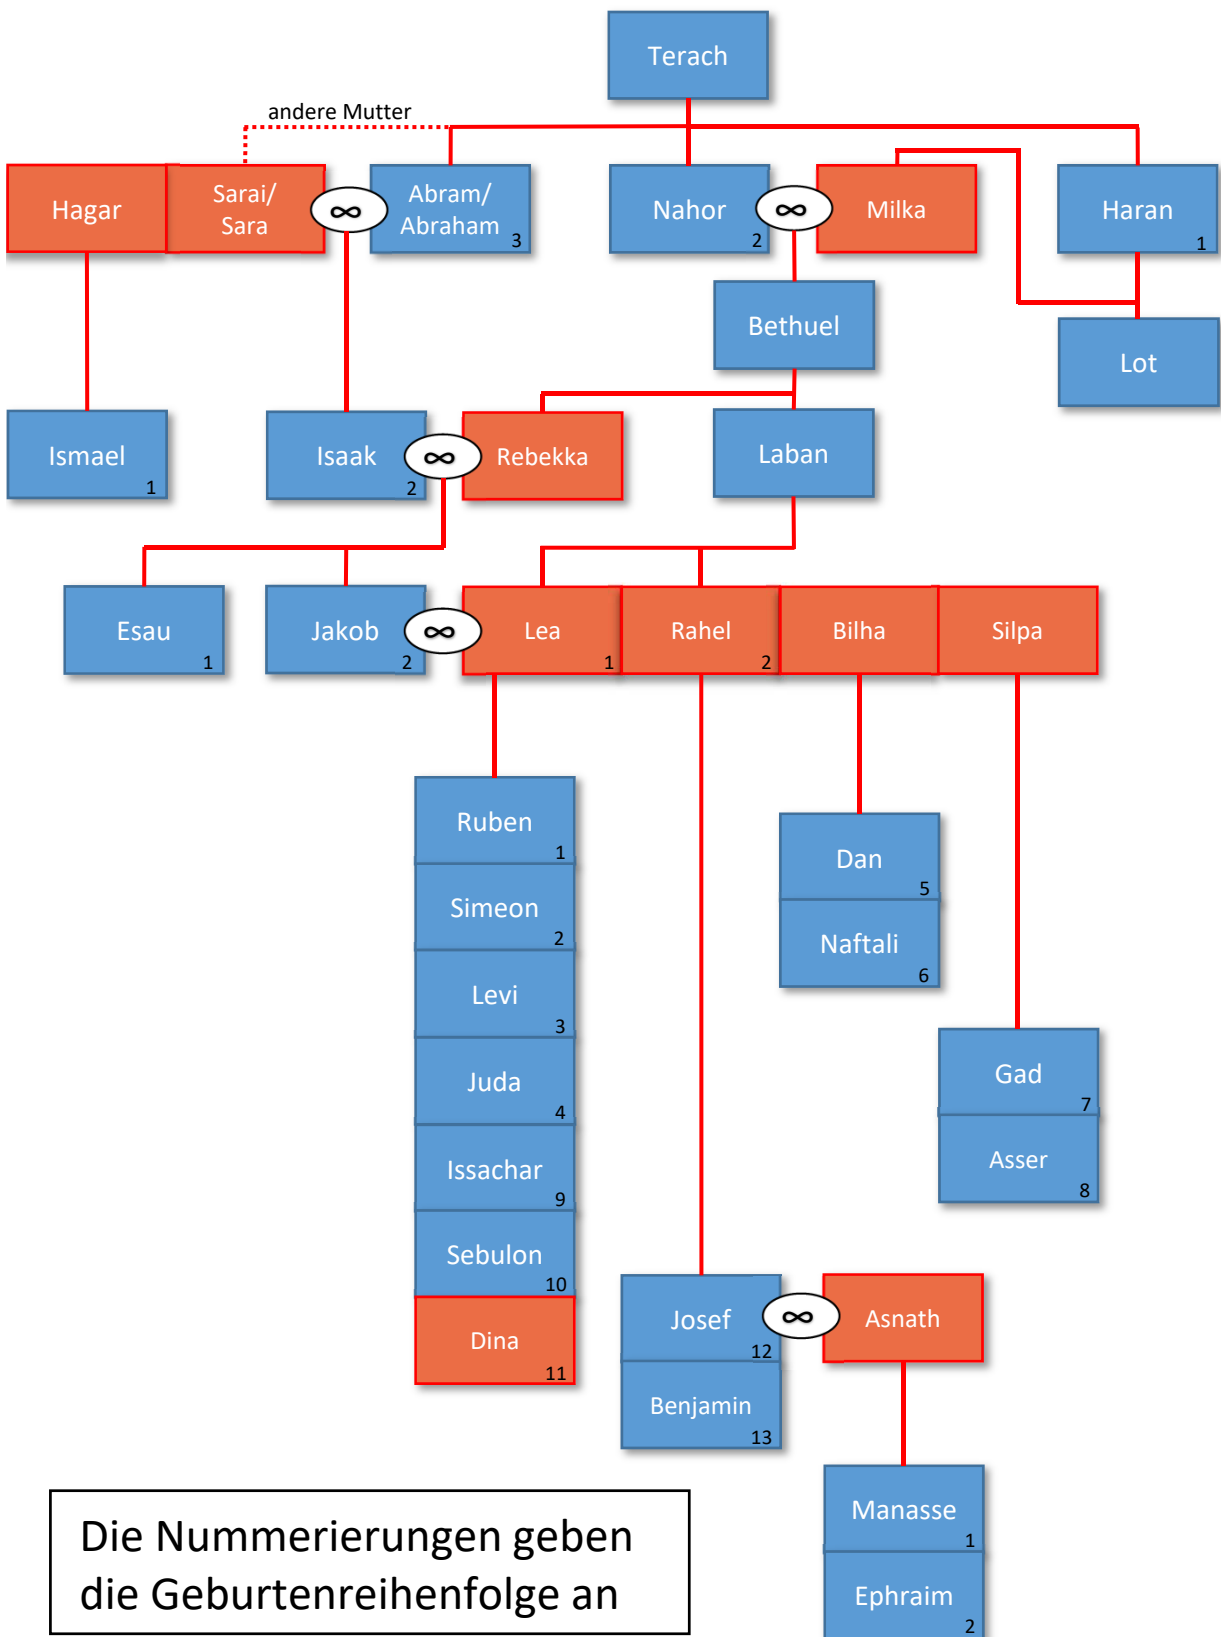 Terach
andere Mutter
Hagar
Sarai/
Sara
∞
Abram/
Abraham
3
Nahor
2
∞
Milka
Haran
1
Bethuel
Lot
Ismael
1
Isaak
2
∞
Rebekka
Laban
Esau
1
Jakob
2
∞
Lea
1
Rahel
2
Bilha
Silpa
Ruben
1
Simeon
2
Levi
3
Juda
4
Issachar
9
Sebulon
10
Dina
11
Dan
5
Naftali
6
Gad
7
Asser
8
Josef
12
∞
Asnath
Benjamin
13
Manasse
1
Ephraim
2
Die Nummerierungen geben
die Geburtenreihenfolge an